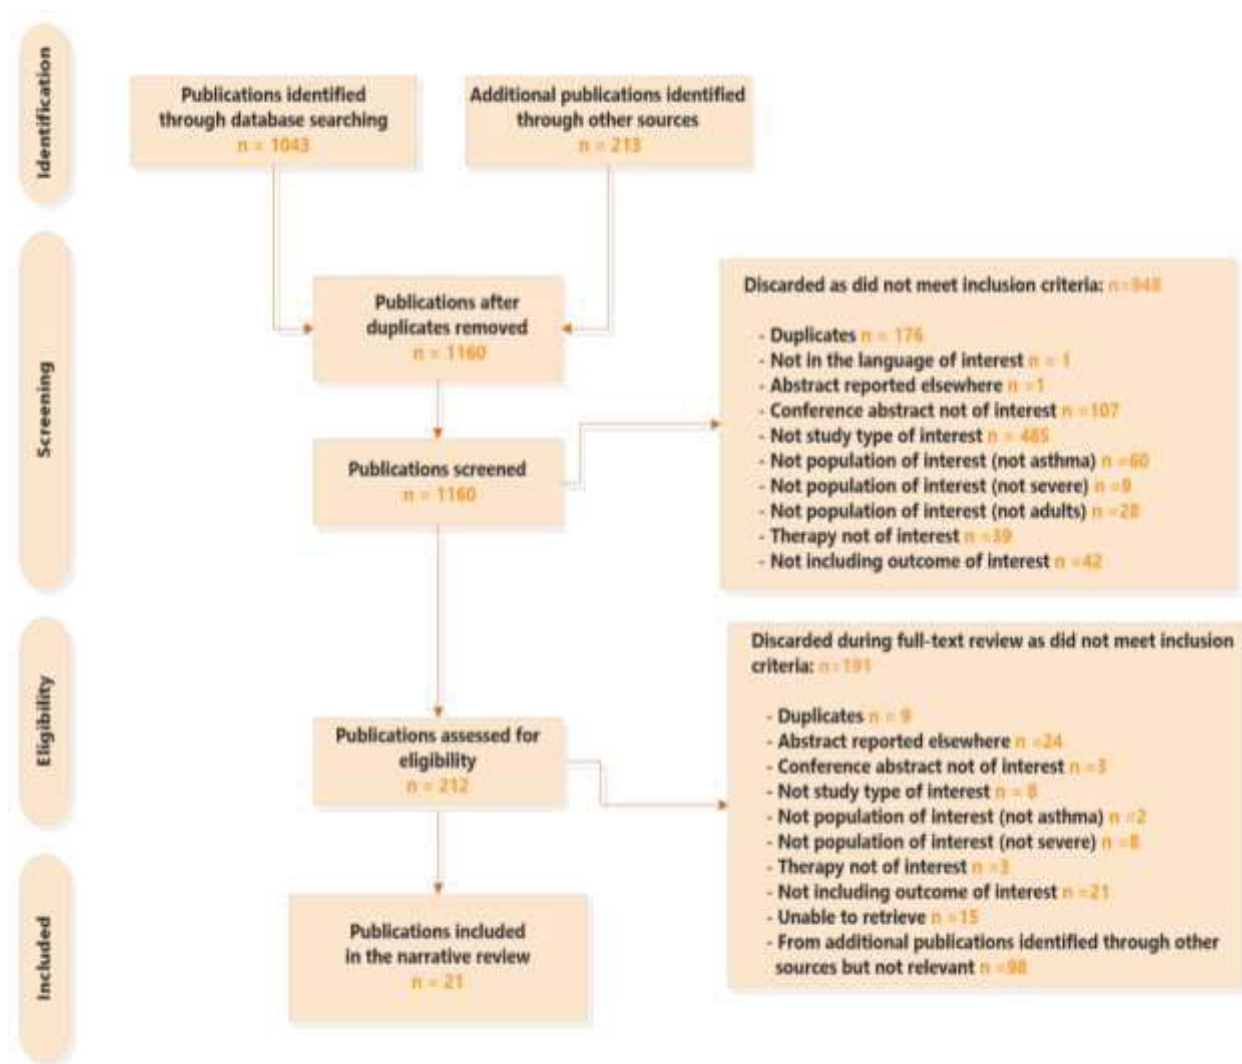 Identification
Publications identified
through database searching
n = 1043
Additional publications identified
through other sources
n = 213
Screening
Publications after
duplicates removed
n = 1160
Publications screened
n = 1160
Discarded as did not meet inclusion criteria: n=948
- Duplicates n = 176
- Not in the language of interest n = 1
- Abstract reported elsewhere n =1
- Conference abstract not of interest n =107
- Not study type of interest n = 485
- Not population of interest (not asthma) n =60
- Not population of interest (not severe) n =9
- Not population of interest (not adults) n =28
- Therapy not of interest n =39
- Not including outcome of interest n =42
Eligibility
Publications assessed for
eligibility
n = 212
Discarded during full-text review as did not meet inclusion
criteria: n=191
- Duplicates n = 9
- Abstract reported elsewhere n =24
- Conference abstract not of interest n =3
- Not study type of interest n = 8
- Not population of interest (not asthma) n =2
- Not population of interest (not severe) n =8
- Therapy not of interest n =3
- Not including outcome of interest n =21
- Unable to retrieve n =15
- From additional publications identified through other
sources but not relevant n =98
Included
Publications included
in the narrative review
n = 21